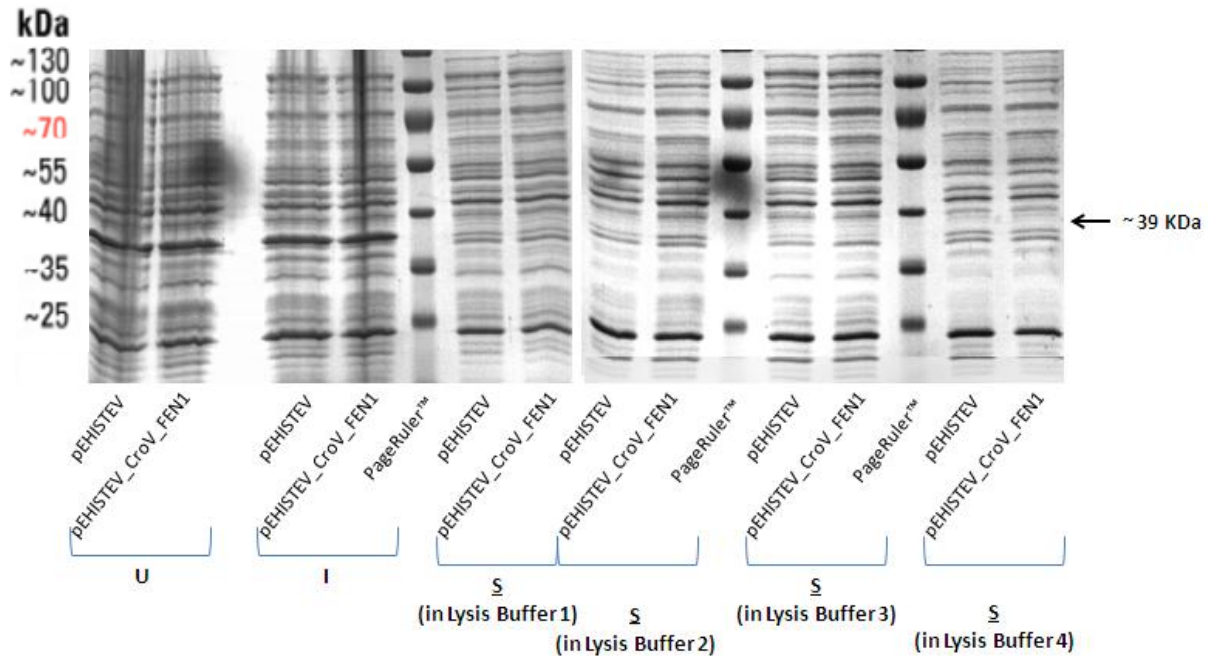 kDa
~130
~100
~70
~55
~40
~35
~25
~39 KDa
pEHISTEV
pEHISTEV_CroV_FEN1
pEHISTEV
pEHISTEV_CroV_FEN1
PageRuler™
pEHISTEV
pEHISTEV_CroV_FEN1
pEHISTEV
pEHISTEV_CroV_FEN1
PageRuler™
pEHISTEV
pEHISTEV_CroV_FEN1
PageRuler™
pEHISTEV
pEHISTEV_CroV_FEN1
U
I
S
(in Lysis Buffer 1)
S
(in Lysis Buffer 2)
S
(in Lysis Buffer 3)
S
(in Lysis Buffer 4)